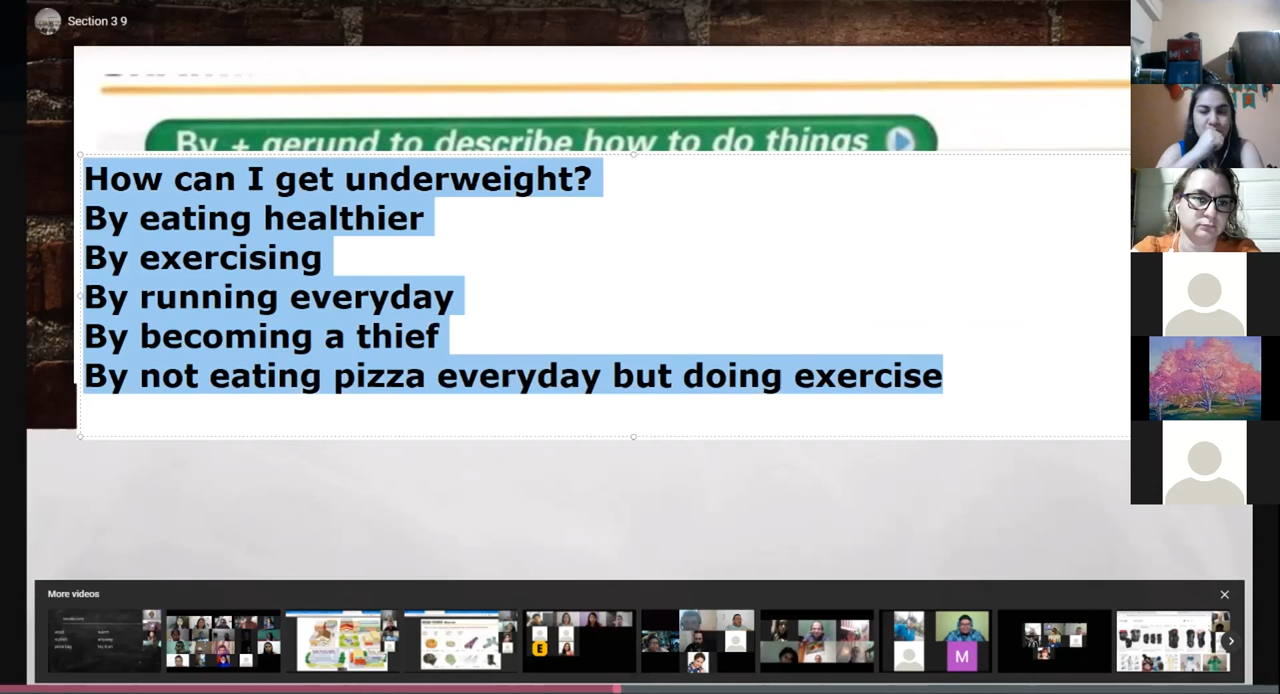 Section 3 9
By + gerund to describe how to do things
How can I get underweight?
By eating healthier
By exercising
By running everyday
By becoming a thief
By not eating pizza everyday but doing exercise
More videos
E
M